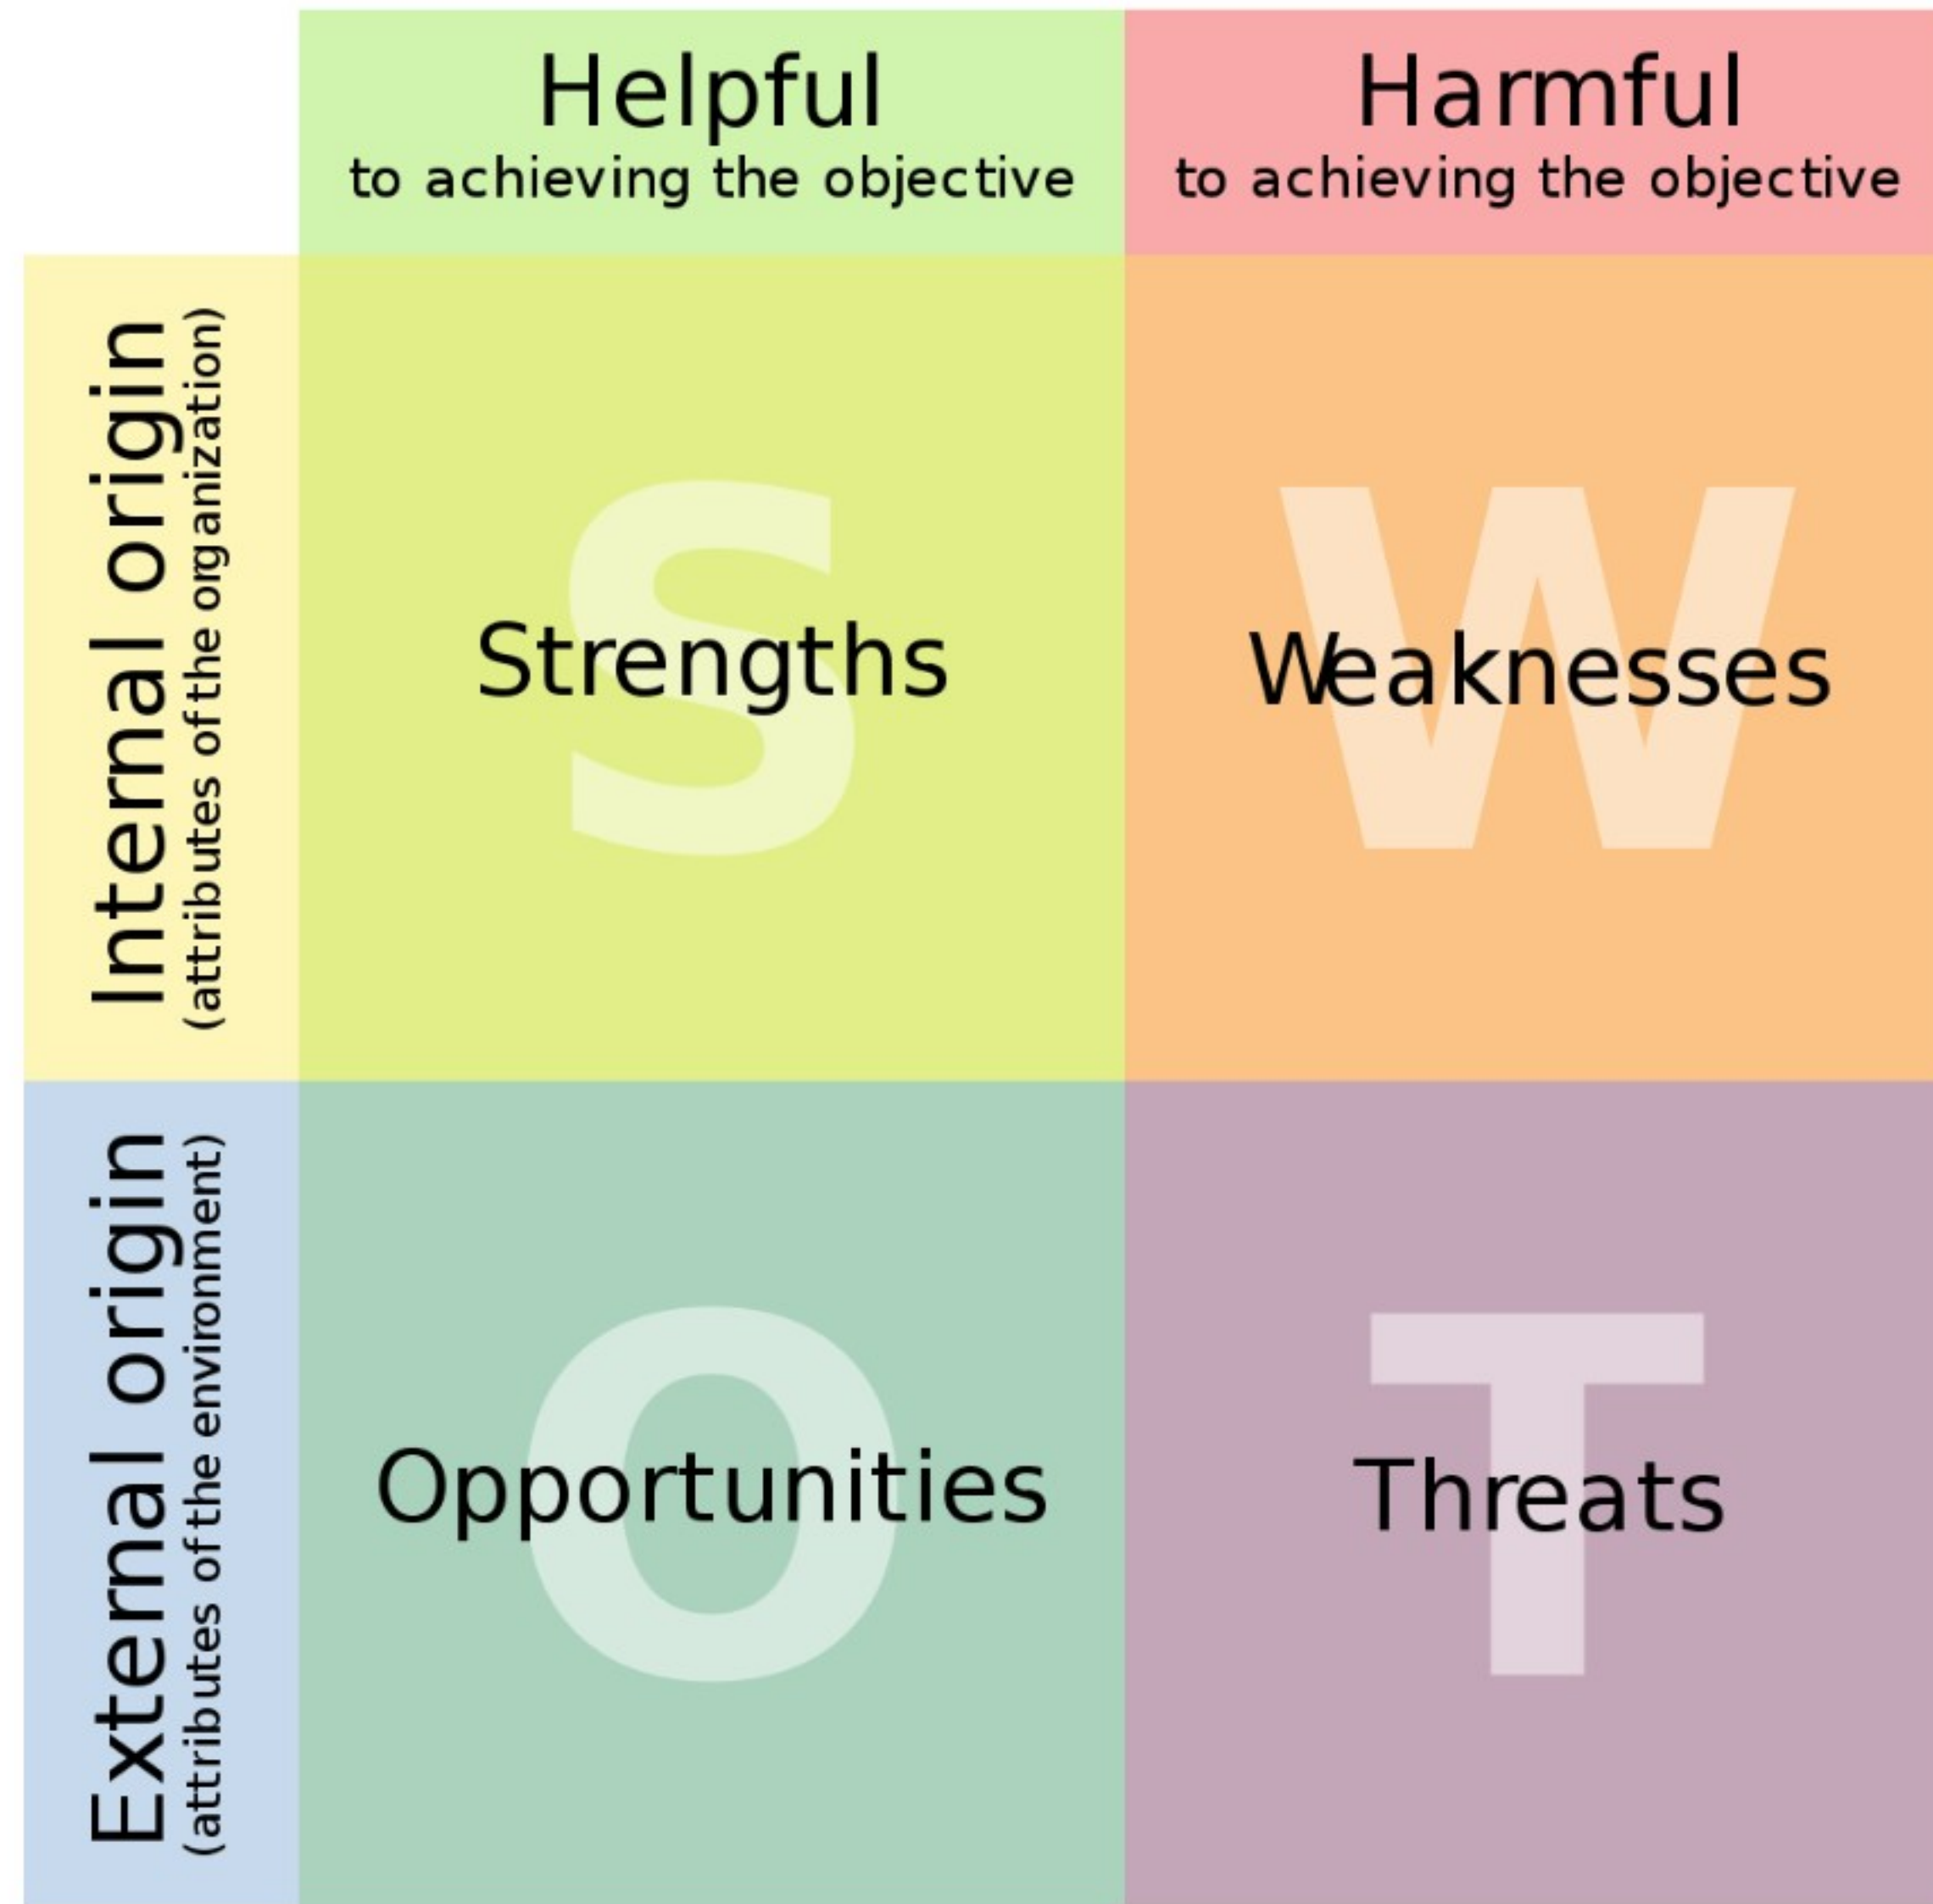 Helpful
to achieving the objective
Harmful
to achieving the objective
Internal origin
(attributes of the organization)
S
Strengths
W
Weaknesses
External origin
(attributes of the environment)
O
Opportunities
T
Threats